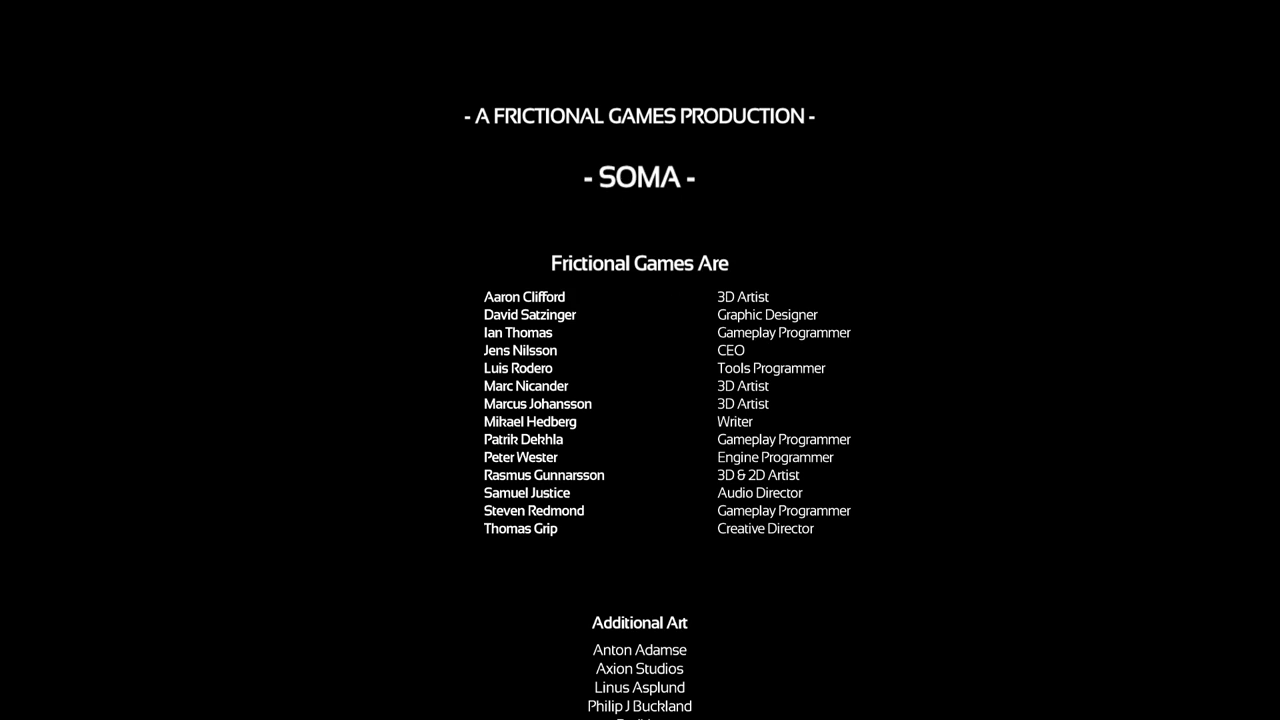 - A FRICTIONAL GAMES PRODUCTION -
- SOMA -
Frictional Games Are
Aaron Clifford 3D Artist
David Satzinger Graphic Designer
Ian Thomas Gameplay Programmer
Jens Nilsson CEO
Luis Rodero Tools Programmer
Marc Nicander 3D Artist
Marcus Johansson 3D Artist
Mikael Hedberg Writer
Patrik Dekhla Gameplay Programmer
Peter Wester Engine Programmer
Rasmus Gunnarsson 3D & 2D Artist
Samuel Justice Audio Director
Steven Redmond Gameplay Programmer
Thomas Grip Creative Director
Additional Art
Anton Adamse
Axion Studios
Linus Asplund
Philip J Buckland